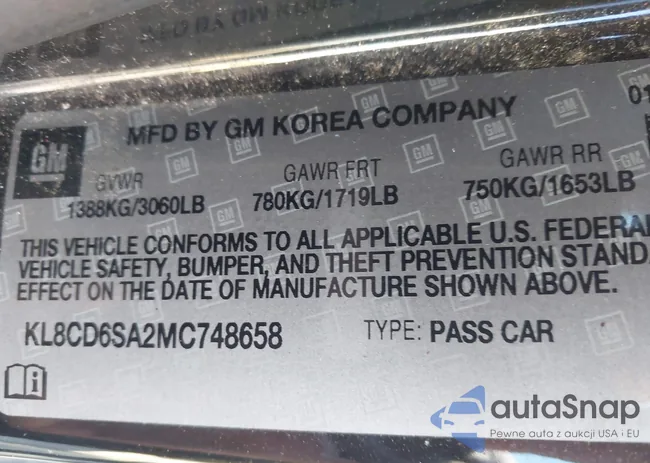 MFD BY GM KOREA COMPANY
01
GM
GVWR
GAWR FRT
GAWR RR
1388KG/3060LB
780KG/1719LB
750KG/1653LB
THIS VEHICLE CONFORMS TO ALL APPLICABLE U.S. FEDERAL
VEHICLE SAFETY, BUMPER, AND THEFT PREVENTION STAND
EFFECT ON THE DATE OF MANUFACTURE SHOWN ABOVE.
KL8CD6SA2MC748658
TYPE: PASS CAR
autoSnap
Pewne auta z aukcji USA i EU